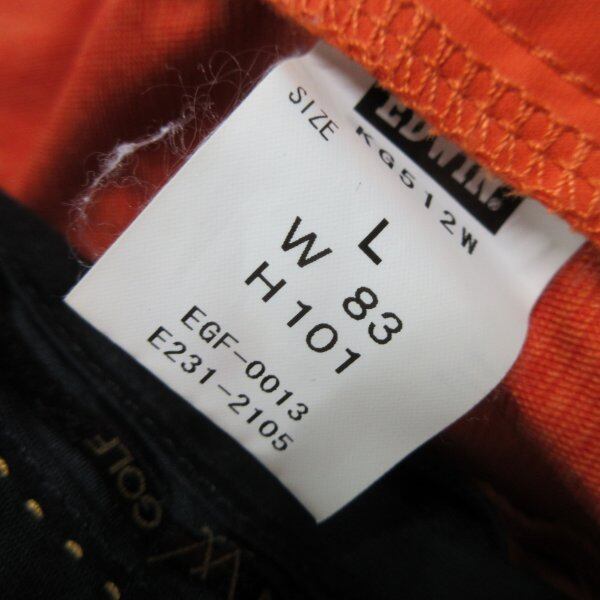 EDWIN
KG512W
SIZE
L
W 83
H101
EGF-0013
E231-2105
GOLF